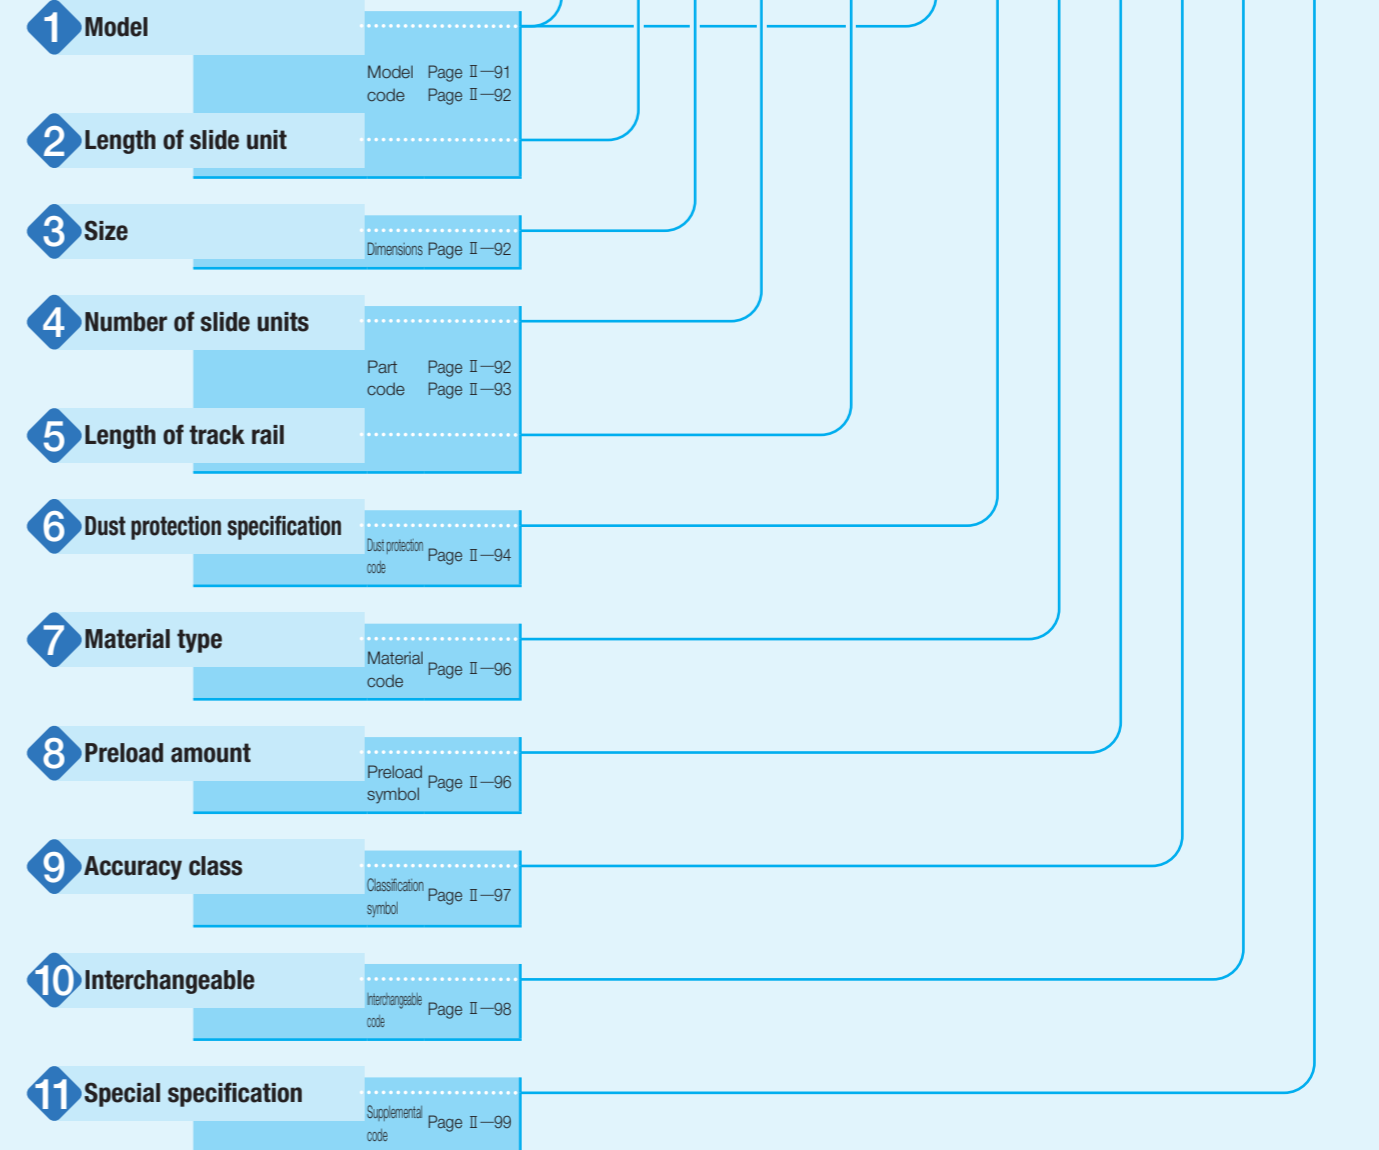 1 Model
Model Page Ⅱ—91
code Page Ⅱ—92
2 Length of slide unit
3 Size
Dimensions Page Ⅱ—92
4 Number of slide units
Part Page Ⅱ—92
code Page Ⅱ—93
5 Length of track rail
6 Dust protection specification
Dust protection
code Page Ⅱ—94
7 Material type
Material
code Page Ⅱ—96
8 Preload amount
Preload
symbol Page Ⅱ—96
9 Accuracy class
Classification
symbol Page Ⅱ—97
10 Interchangeable
Interchangeable
code Page Ⅱ—98
11 Special specification
Supplemental
code Page Ⅱ—99